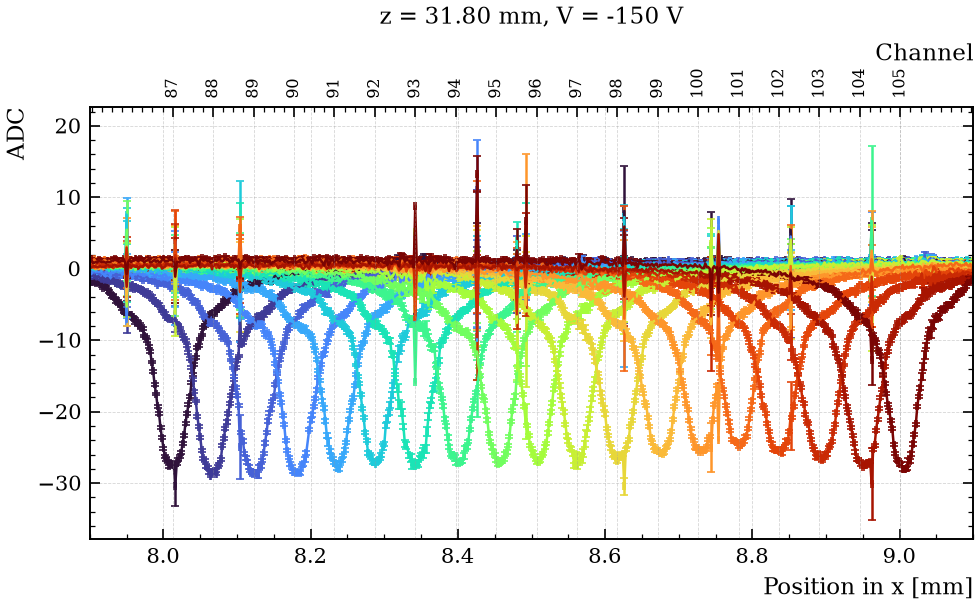 z = 31.80 mm, V = -150 V
Channel
87 88 89 90 91 92 93 94 95 96 97 98 99 100 101 102 103 104 105
ADC
20
10
0
−10
−20
−30
8.0 8.2 8.4 8.6 8.8 9.0
Position in x [mm]